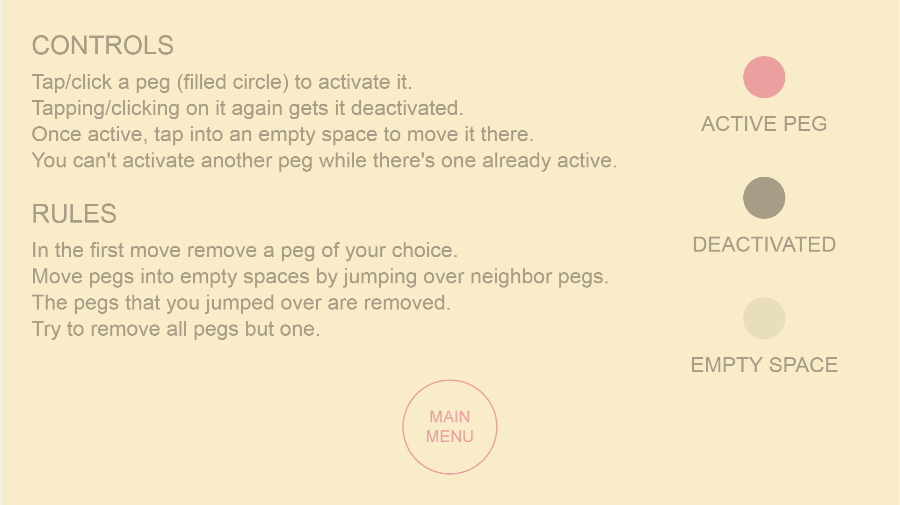 CONTROLS
Tap/click a peg (filled circle) to activate it.
Tapping/clicking on it again gets it deactivated.
Once active, tap into an empty space to move it there.
You can't activate another peg while there's one already active.
RULES
In the first move remove a peg of your choice.
Move pegs into empty spaces by jumping over neighbor pegs.
The pegs that you jumped over are removed.
Try to remove all pegs but one.
ACTIVE PEG
DEACTIVATED
EMPTY SPACE
MAIN
MENU